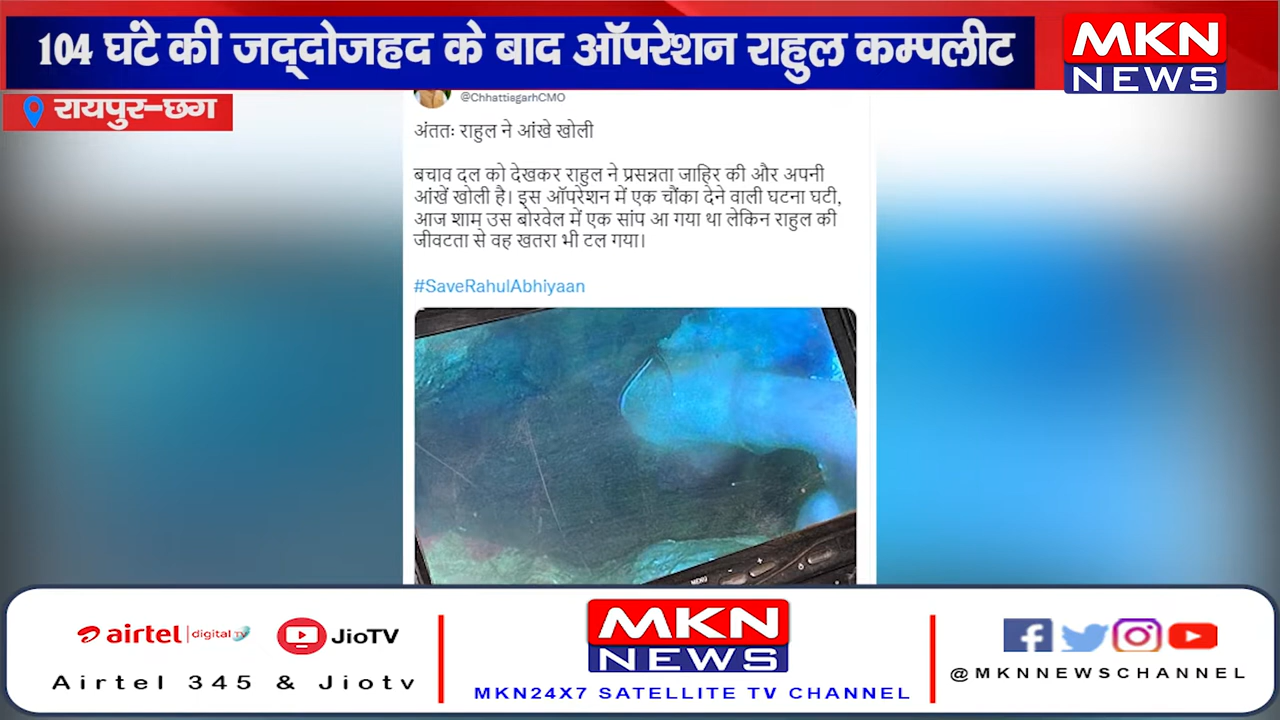 104 घंटे की जद्दोजहद के बाद ऑपरेशन राहुल कम्पलीट
MKN
NEWS
रायपुर-छग
@ChhattisgarhCMO
अंततः राहुल ने आंखे खोली
बचाव दल को देखकर राहुल ने प्रसन्नता जाहिर की और अपनी
आंखें खोली है। इस ऑपरेशन में एक चौंका देने वाली घटना घटी,
आज शाम उस बोरवेल में एक सांप आ गया था लेकिन राहुल की
जीवटता से वह खतरा भी टल गया।
#SaveRahulAbhiyaan
MENU
airtel digital TV
JioTV
Airtel 345 & Jiotv
MKN
NEWS
MKN24X7 SATELLITE TV CHANNEL
@MKNNEWSCHANNEL